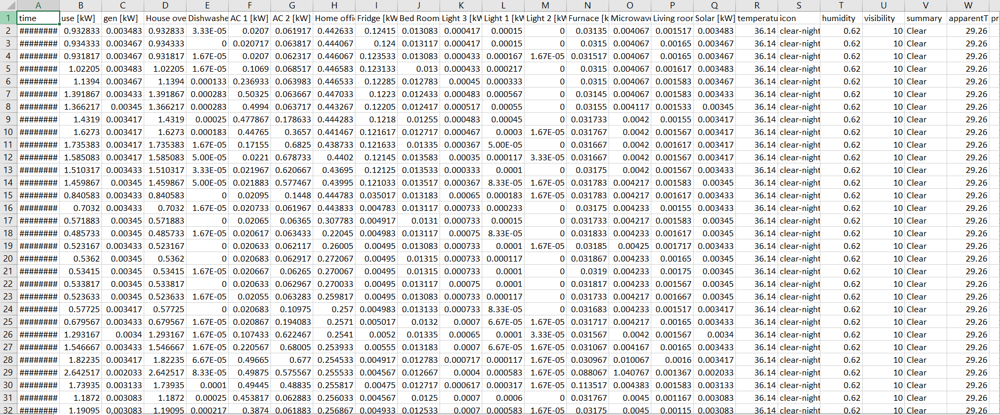 A B C D E F G H I J K L M N O P Q R S T U V W
1 time use [kW] gen [kW] House ove Dishwashe AC 1 [kW] AC 2 [kW] Home offi Fridge [kW Bed Room Light 3 [kW Light 1 [kW Light 2 [kW Furnace [k Microwave Living roor Solar [kW] temperatu icon humidity visibility summary apparentT pr
2 ######## 0.932833 0.003483 0.932833 3.33E-05 0.0207 0.061917 0.442633 0.12415 0.013083 0.000417 0.00015 0 0.03135 0.004067 0.001517 0.003483 36.14 clear-night 0.62 10 Clear 29.26
3 ######## 0.934333 0.003467 0.934333 0 0.020717 0.063817 0.444067 0.124 0.013117 0.000417 0.00015 0 0.0315 0.004067 0.00165 0.003467 36.14 clear-night 0.62 10 Clear 29.26
4 ######## 0.931817 0.003467 0.931817 1.67E-05 0.0207 0.062317 0.446067 0.123533 0.013083 0.000433 0.000167 1.67E-05 0.031517 0.004067 0.00165 0.003467 36.14 clear-night 0.62 10 Clear 29.26
5 ######## 1.02205 0.003483 1.02205 1.67E-05 0.1069 0.068517 0.446583 0.123133 0.013 0.000433 0.000217 0 0.0315 0.004067 0.001617 0.003483 36.14 clear-night 0.62 10 Clear 29.26
6 ######## 1.1394 0.003467 1.1394 0.000133 0.236933 0.063983 0.446533 0.12285 0.012783 0.00045 0.000333 0 0.0315 0.004067 0.001583 0.003467 36.14 clear-night 0.62 10 Clear 29.26
7 ######## 1.391867 0.003433 1.391867 0.000283 0.50325 0.063667 0.447033 0.1223 0.012433 0.000483 0.000567 0 0.03145 0.004067 0.001583 0.003433 36.14 clear-night 0.62 10 Clear 29.26
8 ######## 1.366217 0.00345 1.366217 0.000283 0.4994 0.063717 0.443267 0.12205 0.012417 0.000517 0.00055 0 0.03155 0.004117 0.001533 0.00345 36.14 clear-night 0.62 10 Clear 29.26
9 ######## 1.4319 0.003417 1.4319 0.00025 0.477867 0.178633 0.444283 0.1218 0.01255 0.000483 0.00045 0 0.031733 0.0042 0.00155 0.003417 36.14 clear-night 0.62 10 Clear 29.26
10 ######## 1.6273 0.003417 1.6273 0.000183 0.44765 0.3657 0.441467 0.121617 0.012717 0.000467 0.0003 1.67E-05 0.031767 0.0042 0.001567 0.003417 36.14 clear-night 0.62 10 Clear 29.26
11 ######## 1.735383 0.003417 1.735383 1.67E-05 0.17155 0.6825 0.438733 0.121633 0.01335 0.000367 5.00E-05 0 0.031667 0.0042 0.001617 0.003417 36.14 clear-night 0.62 10 Clear 29.26
12 ######## 1.585083 0.003417 1.585083 5.00E-05 0.0221 0.678733 0.4402 0.12145 0.013583 0.00035 0.000117 3.33E-05 0.031667 0.0042 0.001567 0.003417 36.14 clear-night 0.62 10 Clear 29.26
13 ######## 1.510317 0.003433 1.510317 3.33E-05 0.021967 0.620667 0.43695 0.12125 0.013533 0.000333 0.0001 0 0.03175 0.0042 0.001567 0.003433 36.14 clear-night 0.62 10 Clear 29.26
14 ######## 1.459867 0.00345 1.459867 5.00E-05 0.021883 0.577467 0.43995 0.121033 0.013517 0.000367 8.33E-05 1.67E-05 0.031783 0.004217 0.001583 0.00345 36.14 clear-night 0.62 10 Clear 29.26
15 ######## 0.840583 0.003433 0.840583 0 0.02095 0.1448 0.444783 0.035017 0.013183 0.00065 0.000183 1.67E-05 0.031783 0.004217 0.001617 0.003433 36.14 clear-night 0.62 10 Clear 29.26
16 ######## 0.7032 0.003433 0.7032 1.67E-05 0.020733 0.061967 0.443833 0.004783 0.013117 0.000733 0.000233 0 0.03175 0.004233 0.00155 0.003433 36.14 clear-night 0.62 10 Clear 29.26
17 ######## 0.571883 0.00345 0.571883 0 0.02065 0.06365 0.307783 0.004917 0.0131 0.000733 0.00015 0 0.031733 0.004217 0.001583 0.00345 36.14 clear-night 0.62 10 Clear 29.26
18 ######## 0.485733 0.00345 0.485733 1.67E-05 0.020617 0.063433 0.22045 0.004983 0.013117 0.00075 8.33E-05 0 0.031833 0.004233 0.001617 0.00345 36.14 clear-night 0.62 10 Clear 29.26
19 ######## 0.523167 0.003433 0.523167 0 0.020633 0.062117 0.26005 0.00495 0.013083 0.000733 0.0001 1.67E-05 0.03185 0.00425 0.001717 0.003433 36.14 clear-night 0.62 10 Clear 29.26
20 ######## 0.5362 0.00345 0.5362 0 0.020683 0.062917 0.272067 0.00495 0.01315 0.000733 0.000117 0 0.031867 0.004233 0.00165 0.00345 36.14 clear-night 0.62 10 Clear 29.26
21 ######## 0.53415 0.00345 0.53415 1.67E-05 0.020667 0.06265 0.270067 0.00495 0.01315 0.000733 0.0001 0 0.0319 0.004233 0.00175 0.00345 36.14 clear-night 0.62 10 Clear 29.26
22 ######## 0.533817 0.00345 0.533817 0 0.020633 0.062967 0.270033 0.00495 0.013117 0.00075 0.0001 0 0.031817 0.004233 0.001567 0.00345 36.14 clear-night 0.62 10 Clear 29.26
23 ######## 0.523633 0.00345 0.523633 1.67E-05 0.02055 0.063283 0.259817 0.00495 0.013083 0.000733 0.000117 0 0.031733 0.004217 0.001667 0.00345 36.14 clear-night 0.62 10 Clear 29.26
24 ######## 0.57725 0.003417 0.57725 0 0.020683 0.10975 0.257 0.004983 0.013133 0.000733 8.33E-05 0 0.031683 0.004233 0.001517 0.003417 36.14 clear-night 0.62 10 Clear 29.26
25 ######## 0.679567 0.003433 0.679567 1.67E-05 0.020867 0.194083 0.2571 0.005017 0.0132 0.0007 6.67E-05 1.67E-05 0.031717 0.004217 0.00165 0.003433 36.14 clear-night 0.62 10 Clear 29.26
26 ######## 1.293167 0.0034 1.293167 1.67E-05 0.107433 0.622467 0.2541 0.0052 0.01335 0.00065 0.0001 3.33E-05 0.031567 0.0042 0.001567 0.0034 36.14 clear-night 0.62 10 Clear 29.26
27 ######## 1.546667 0.003433 1.546667 1.67E-05 0.220567 0.68005 0.253933 0.00555 0.013183 0.0007 6.67E-05 1.67E-05 0.031067 0.004167 0.00165 0.003433 36.14 clear-night 0.62 10 Clear 29.26
28 ######## 1.82235 0.003417 1.82235 6.67E-05 0.49665 0.677 0.254533 0.004917 0.012783 0.000717 0.000117 1.67E-05 0.030967 0.010067 0.0016 0.003417 36.14 clear-night 0.62 10 Clear 29.26
29 ######## 2.642517 0.002033 2.642517 8.33E-05 0.49875 0.575567 0.255533 0.004567 0.012667 0.0004 0.000583 1.67E-05 0.088067 1.040767 0.001367 0.002033 36.14 clear-night 0.62 10 Clear 29.26
30 ######## 1.73935 0.003133 1.73935 0.0001 0.49445 0.48835 0.255817 0.00475 0.012717 0.000617 0.000317 1.67E-05 0.113517 0.004383 0.001583 0.003133 36.14 clear-night 0.62 10 Clear 29.26
31 ######## 1.1872 0.003083 1.1872 0.00025 0.453817 0.062883 0.256033 0.004567 0.0125 0.0007 0.0006 0 0.031767 0.0045 0.001167 0.003083 36.14 clear-night 0.62 10 Clear 29.26
32 ######## 1.19095 0.003083 1.19095 0.000217 0.3874 0.061883 0.256867 0.004933 0.012533 0.0007 0.000583 1.67E-05 0.03175 0.0045 0.00115 0.003083 36.14 clear-night 0.62 10 Clear 29.26